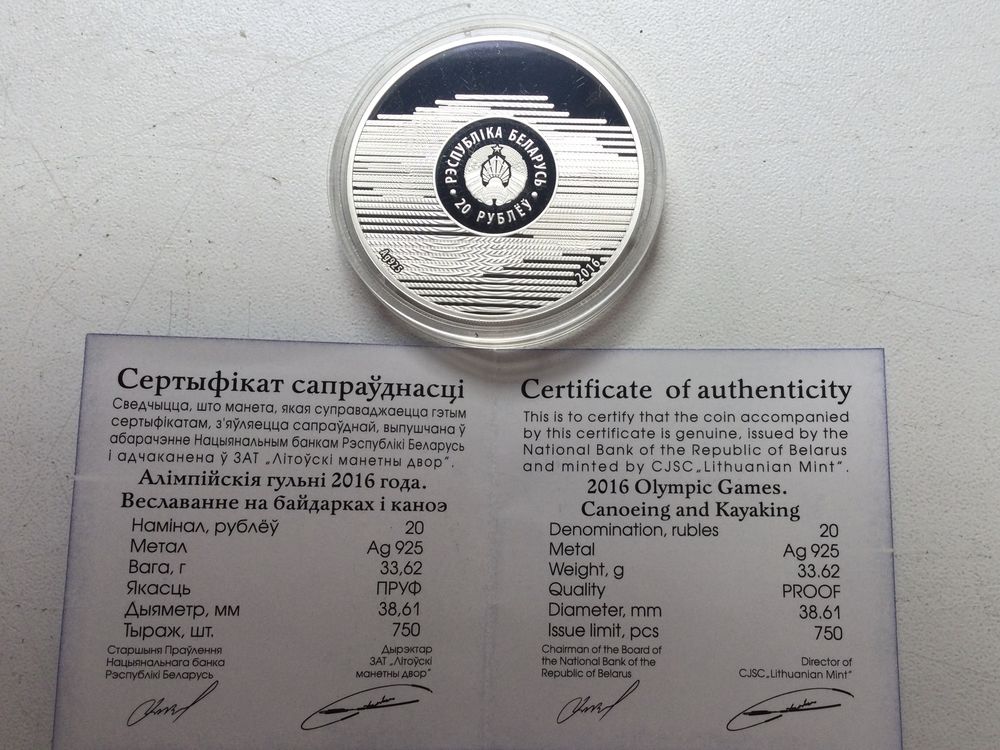 РЭСПУБЛІКА БЕЛАРУСЬ
20 РУБЛЁЎ
Ag925
2016
Сертыфікат сапраўднасці
Сведчыцца, што манета, якая суправаджаецца гэтым
сертыфікатам, з'яўляецца сапраўднай, выпушчана ў
абарачэнне Нацыянальным банкам Рэспублікі Беларусь
і адчаканена ў ЗАТ „Літоўскі манетны двор".
Алімпійскія гульні 2016 года.
Веславанне на байдарках і каноэ
Намінал, рублёў 20
Метал Ag 925
Вага, г 33,62
Якасць ПРУФ
Дыяметр, мм 38,61
Тыраж, шт. 750
Старшыня Праўлення
Нацыянальнага банка
Рэспублікі Беларусь
Дырэктар
ЗАТ „Літоўскі
манетны двор"
Certificate of authenticity
This is to certify that the coin accompanied
by this certificate is genuine, issued by the
National Bank of the Republic of Belarus
and minted by CJSC „Lithuanian Mint".
2016 Olympic Games.
Canoeing and Kayaking
Denomination, rubles 20
Metal Ag 925
Weight, g 33.62
Quality PROOF
Diameter, mm 38.61
Issue limit, pcs 750
Chairman of the Board of
the National Bank of the
Republic of Belarus
Director of
CJSC „Lithuanian Mint"